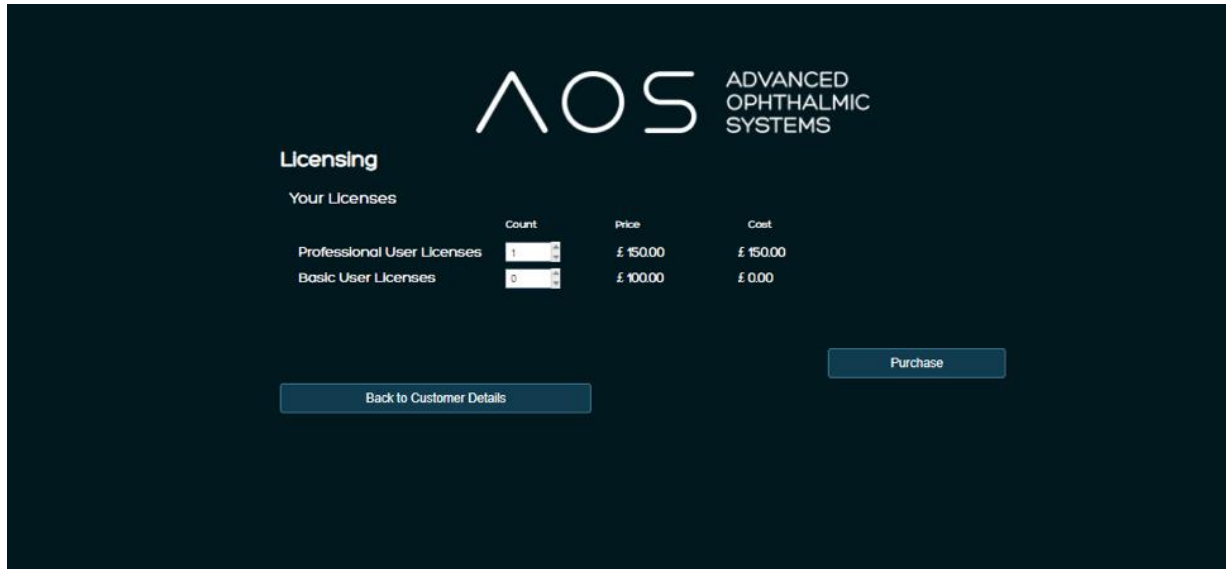 AOS ADVANCED
OPHTHALMIC
SYSTEMS
Licensing
Your Licenses
Count Price Cost
Professional User Licenses 1 £ 150.00 £ 150.00
Basic User Licenses 0 £ 100.00 £ 0.00
Purchase
Back to Customer Details